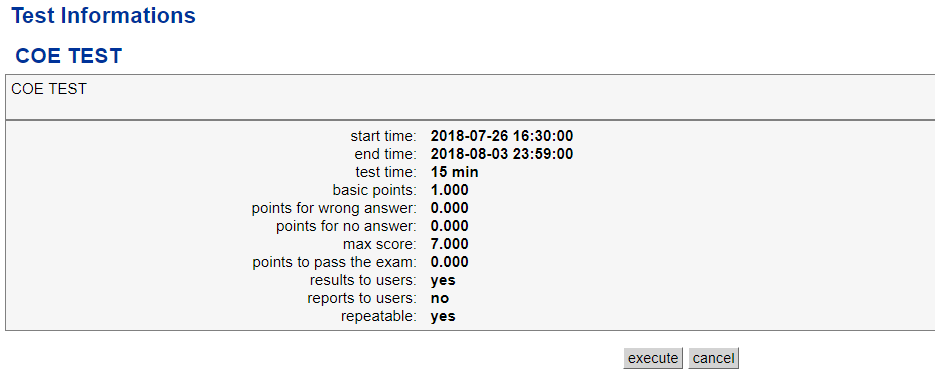 Test Informations
COE TEST
COE TEST
start time: 2018-07-26 16:30:00
end time: 2018-08-03 23:59:00
test time: 15 min
basic points: 1.000
points for wrong answer: 0.000
points for no answer: 0.000
max score: 7.000
points to pass the exam: 0.000
results to users: yes
reports to users: no
repeatable: yes
execute cancel